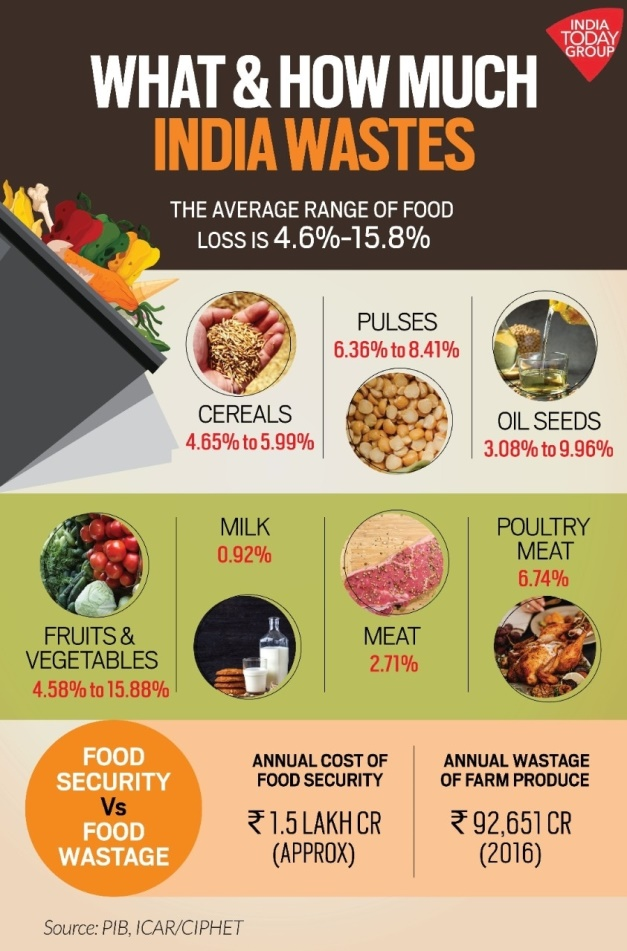 INDIA
TODAY
GROUP
WHAT & HOW MUCH
INDIA WASTES
THE AVERAGE RANGE OF FOOD
LOSS IS 4.6%-15.8%
CEREALS
4.65% to 5.99%
PULSES
6.36% to 8.41%
OIL SEEDS
3.08% to 9.96%
FRUITS &
VEGETABLES
4.58% to 15.88%
MILK
0.92%
MEAT
2.71%
POULTRY
MEAT
6.74%
FOOD
SECURITY
Vs
FOOD
WASTAGE
ANNUAL COST OF
FOOD SECURITY
₹ 1.5 LAKH CR
(APPROX)
ANNUAL WASTAGE
OF FARM PRODUCE
₹ 92,651 CR
(2016)
Source: PIB, ICAR/CIPHET